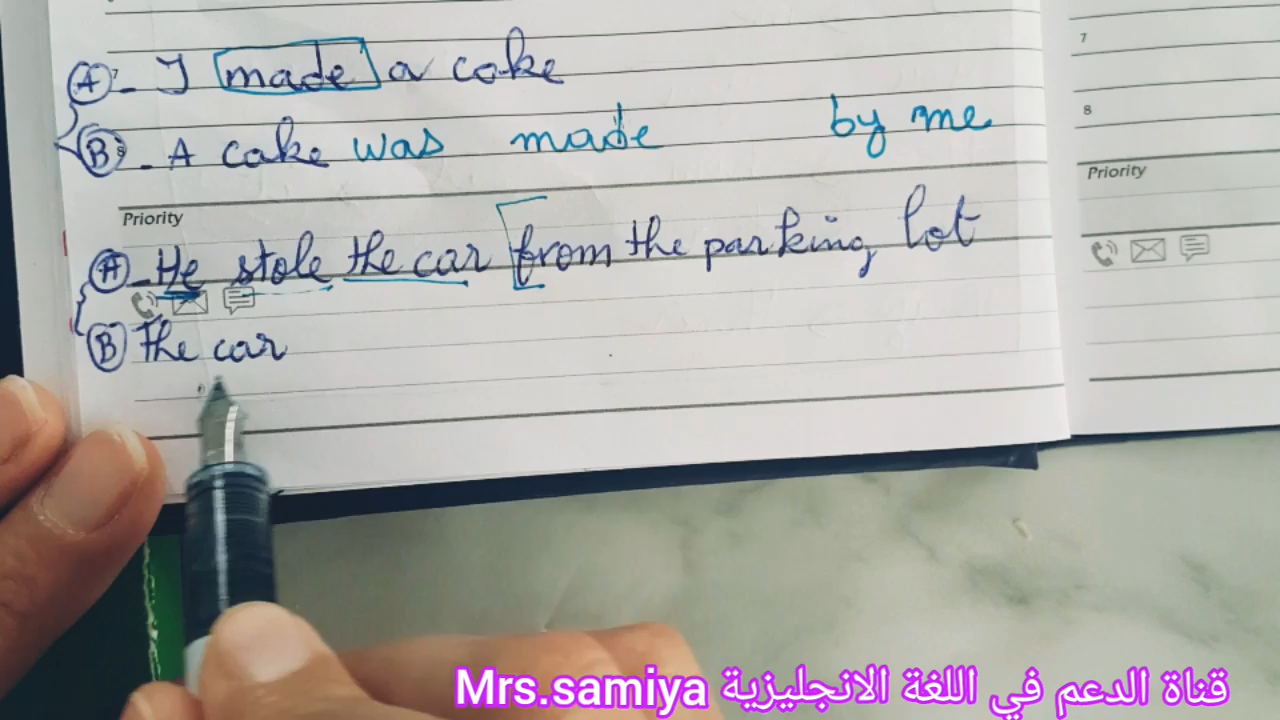 A - I made a cake
B - A cake was made by me
Priority
A - He stole the car from the parking lot
B The car
7
8
Priority
Mrs.samiya قناة الدعم في اللغة الانجليزية